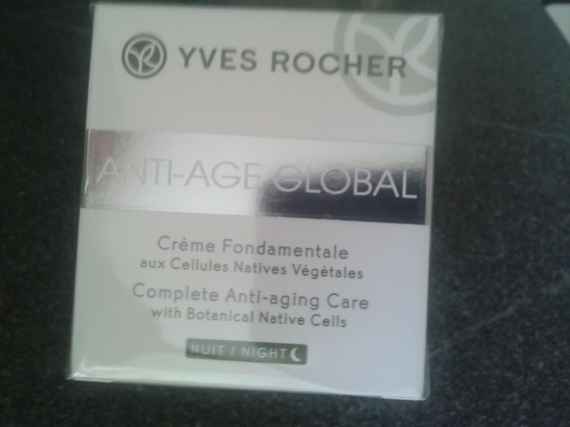 YVES ROCHER
ANTI-AGE GLOBAL
Crème Fondamentale
aux Cellules Natives Végétales
Complete Anti-aging Care
with Botanical Native Cells
NUIT / NIGHT